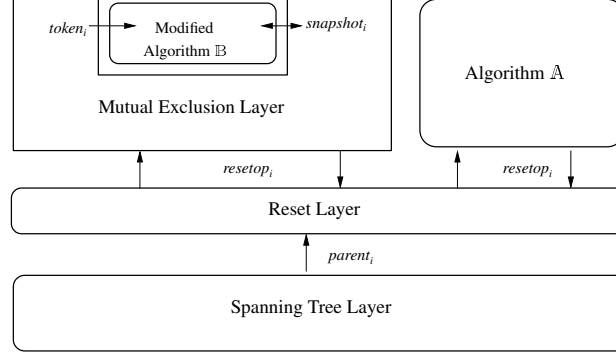 token_i
Modified
Algorithm 𝔹
snapshot_i
Mutual Exclusion Layer
Algorithm 𝔸
resetop_i
resetop_i
Reset Layer
parent_i
Spanning Tree Layer